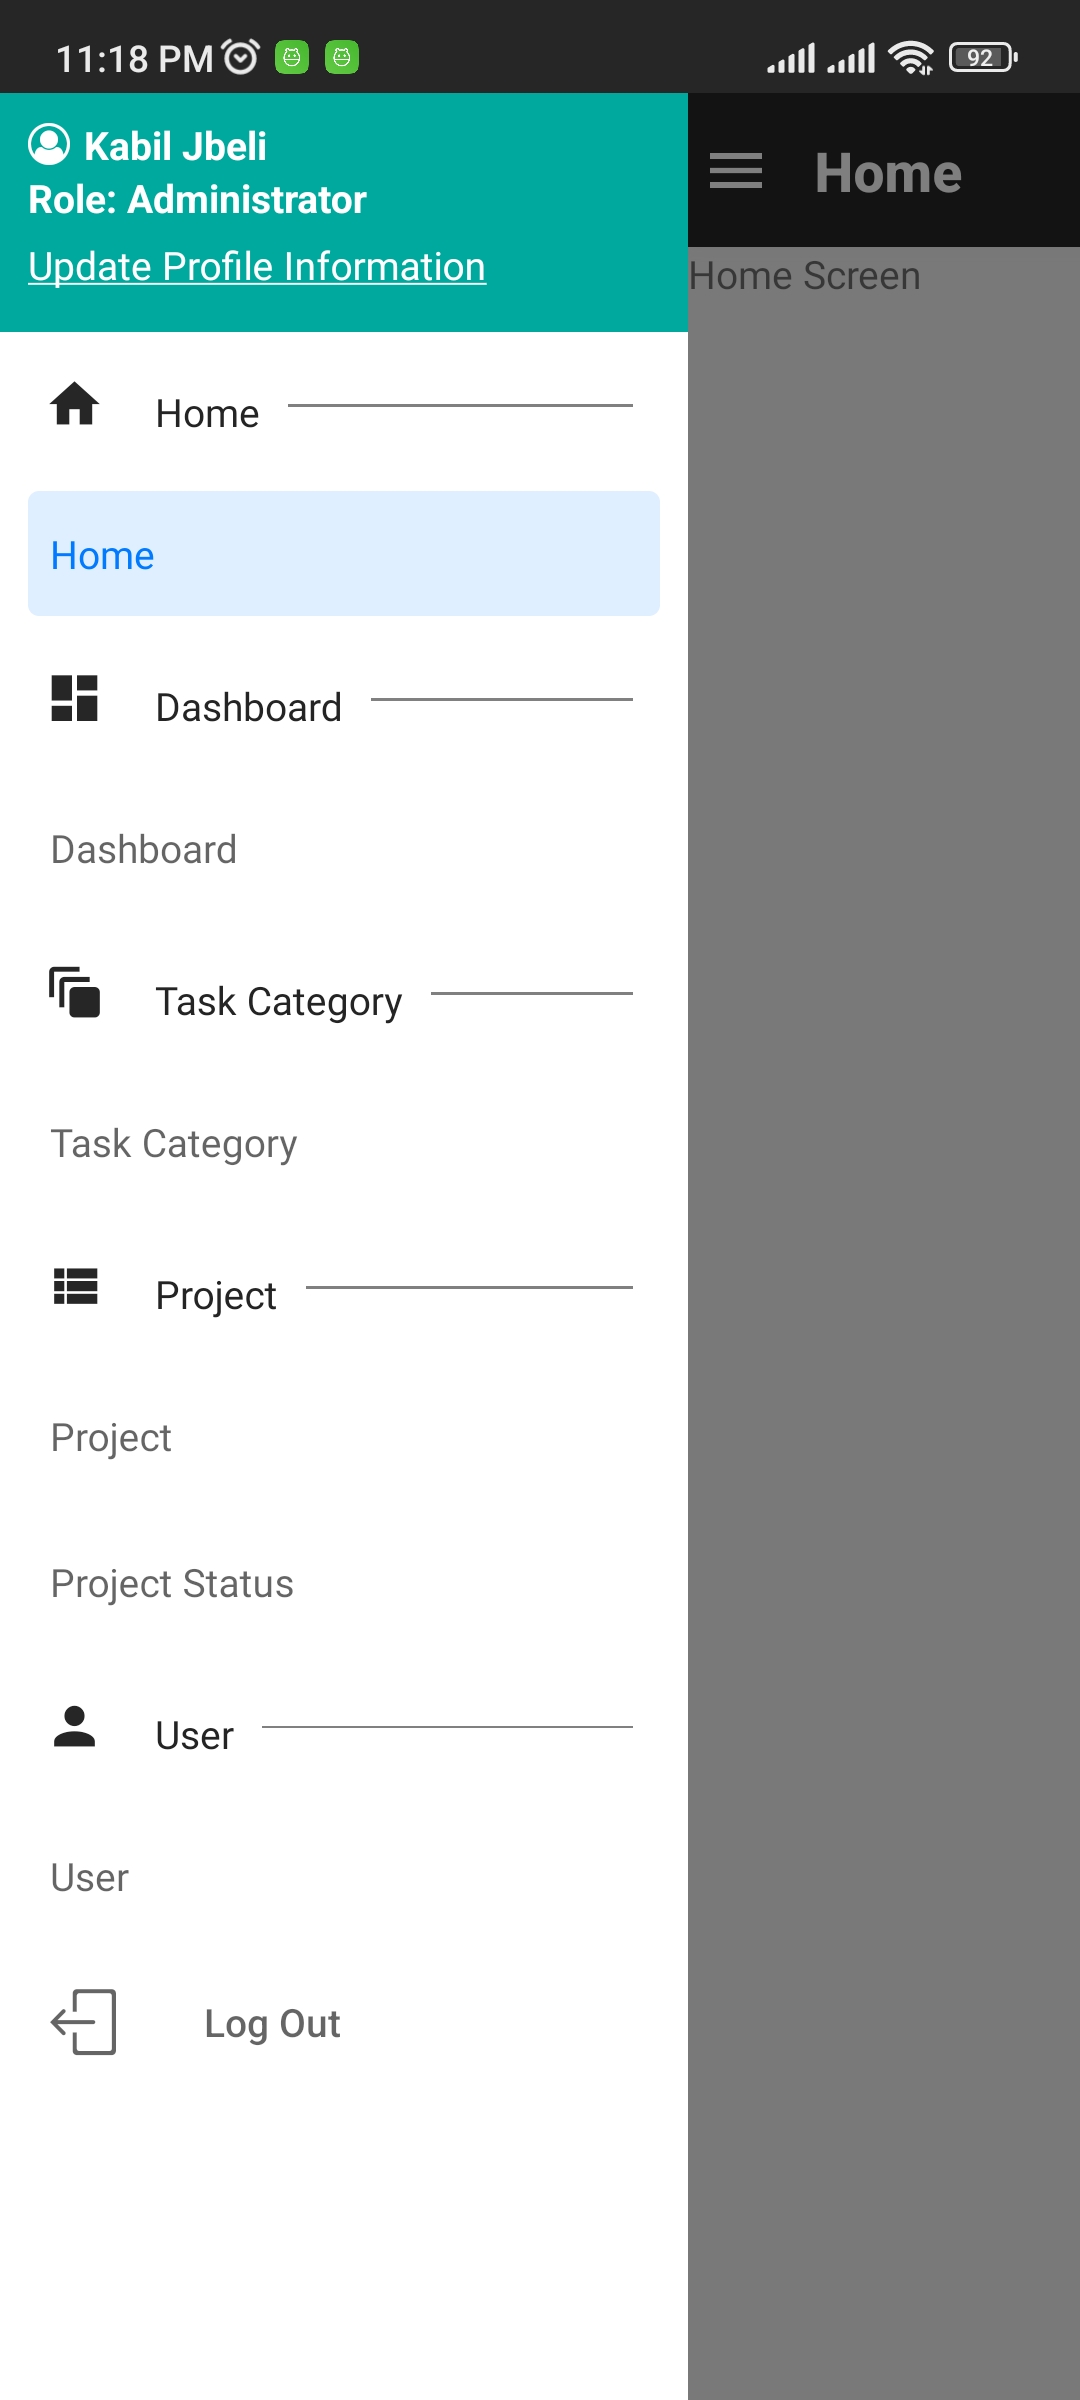 11:18 PM
92
Kabil Jbeli
Role: Administrator
Update Profile Information
Home
Home Screen
Home
Home
Dashboard
Dashboard
Task Category
Task Category
Project
Project
Project Status
User
User
Log Out